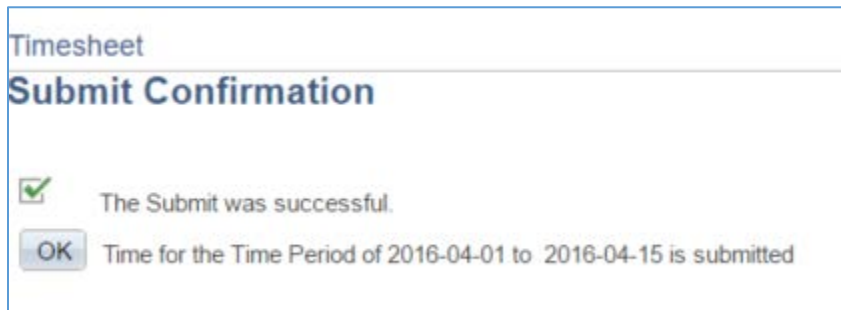 Timesheet
Submit Confirmation
The Submit was successful.
OK Time for the Time Period of 2016-04-01 to 2016-04-15 is submitted